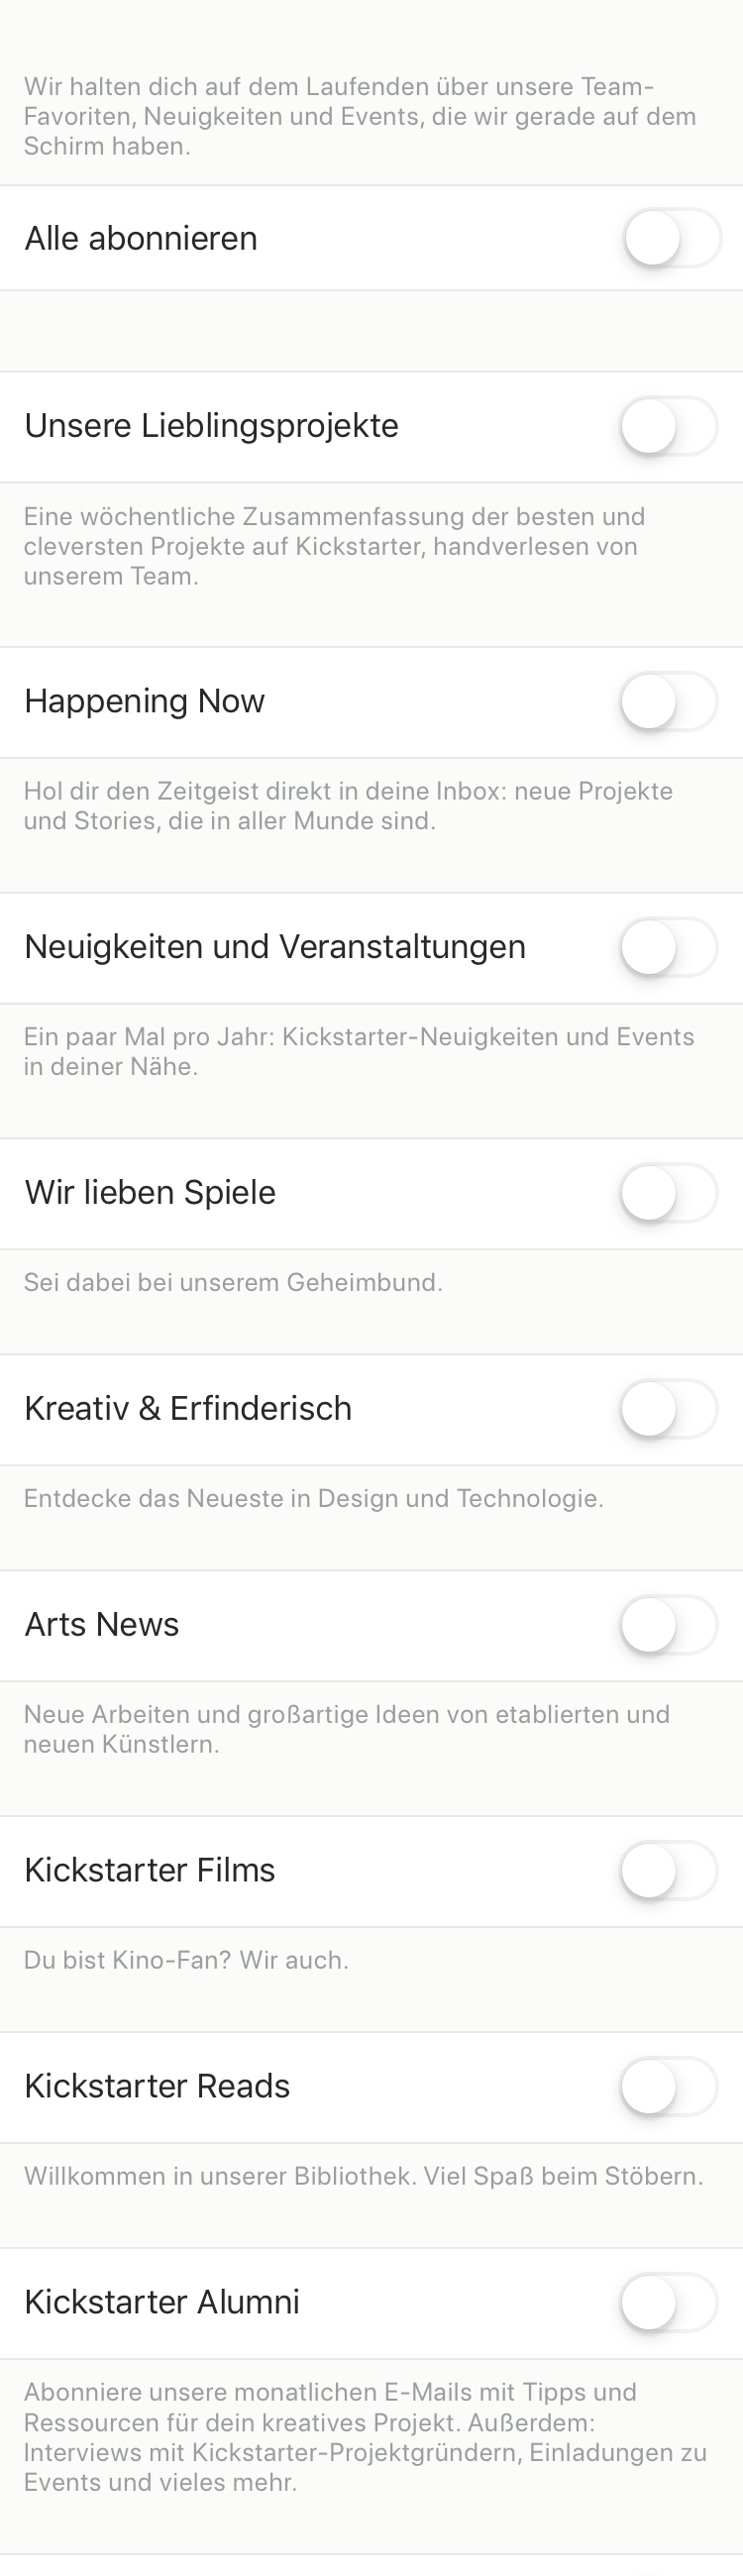 Wir halten dich auf dem Laufenden über unsere Team-
Favoriten, Neuigkeiten und Events, die wir gerade auf dem
Schirm haben.
Alle abonnieren
Unsere Lieblingsprojekte
Eine wöchentliche Zusammenfassung der besten und
cleversten Projekte auf Kickstarter, handverlesen von
unserem Team.
Happening Now
Hol dir den Zeitgeist direkt in deine Inbox: neue Projekte
und Stories, die in aller Munde sind.
Neuigkeiten und Veranstaltungen
Ein paar Mal pro Jahr: Kickstarter-Neuigkeiten und Events
in deiner Nähe.
Wir lieben Spiele
Sei dabei bei unserem Geheimbund.
Kreativ & Erfinderisch
Entdecke das Neueste in Design und Technologie.
Arts News
Neue Arbeiten und großartige Ideen von etablierten und
neuen Künstlern.
Kickstarter Films
Du bist Kino-Fan? Wir auch.
Kickstarter Reads
Willkommen in unserer Bibliothek. Viel Spaß beim Stöbern.
Kickstarter Alumni
Abonniere unsere monatlichen E-Mails mit Tipps und
Ressourcen für dein kreatives Projekt. Außerdem:
Interviews mit Kickstarter-Projektgründern, Einladungen zu
Events und vieles mehr.